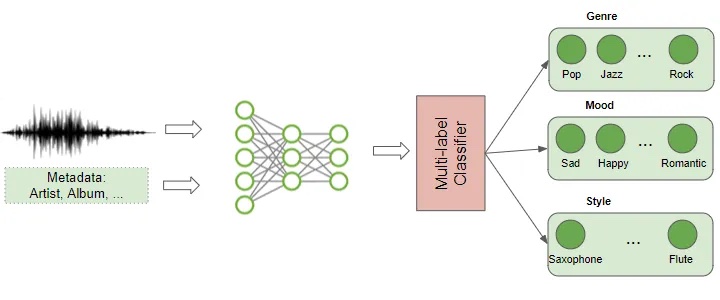 Genre
Pop Jazz ... Rock
Metadata:
Artist, Album, ...
Multi-label
Classifier
Mood
Sad Happy ... Romantic
Style
...
Saxophone Flute